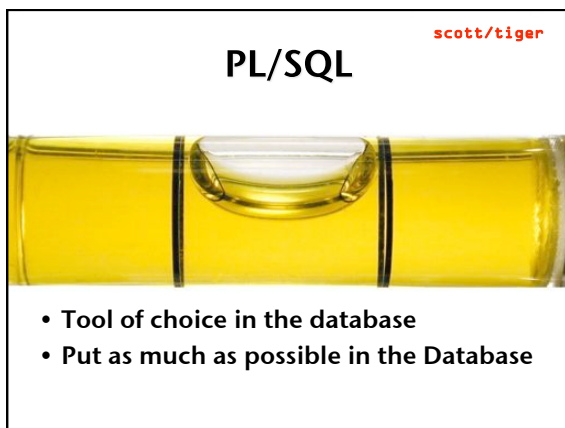 scott/tiger
PL/SQL
• Tool of choice in the database
• Put as much as possible in the Database